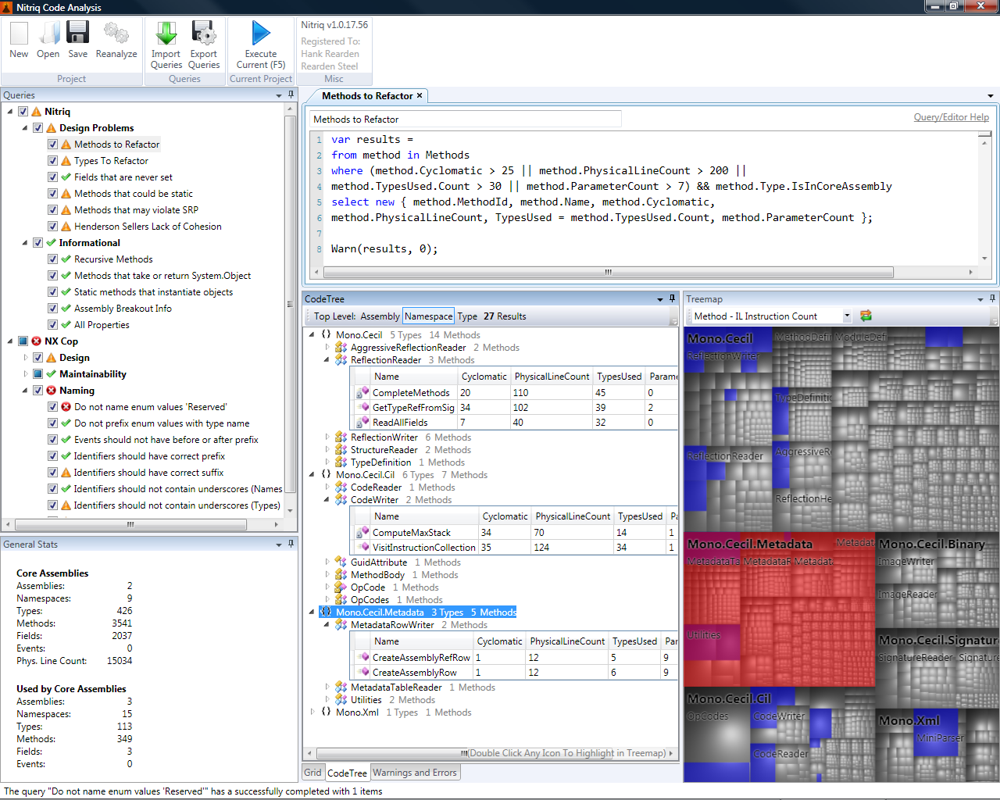 Nitriq Code Analysis
New
Open
Save
Reanalyze
Import Queries
Export Queries
Execute Current (F5)
Project
Queries
Current Project
Nitriq v1.0.17.56
Registered To:
Hank Rearden
Rearden Steel
Misc
Queries
Nitriq
Design Problems
Methods to Refactor
Types To Refactor
Fields that are never set
Methods that could be static
Methods that may violate SRP
Henderson Sellers Lack of Cohesion
Informational
Recursive Methods
Methods that take or return System.Object
Static methods that instantiate objects
Assembly Breakout Info
All Properties
NX Cop
Design
Maintainability
Naming
Do not name enum values 'Reserved'
Do not prefix enum values with type name
Events should not have before or after prefix
Identifiers should have correct prefix
Identifiers should have correct suffix
Identifiers should not contain underscores (Names
Identifiers should not contain underscores (Types)
General Stats
Core Assemblies
Assemblies: 2
Namespaces: 9
Types: 426
Methods: 3541
Fields: 2037
Events: 0
Phys. Line Count: 15034
Used by Core Assemblies
Assemblies: 3
Namespaces: 15
Types: 113
Methods: 349
Fields: 3
Events: 0
Methods to Refactor ×
Methods to Refactor
Query/Editor Help
1 var results =
2 from method in Methods
3 where (method.Cyclomatic > 25 || method.PhysicalLineCount > 200 ||
4 method.TypesUsed.Count > 30 || method.ParameterCount > 7) && method.Type.IsInCoreAssembly
5 select new { method.MethodId, method.Name, method.Cyclomatic,
6 method.PhysicalLineCount, TypesUsed = method.TypesUsed.Count, method.ParameterCount };
7
8 Warn(results, 0);
CodeTree
Top Level: Assembly Namespace Type 27 Results
{} Mono.Cecil 5 Types 14 Methods
AggressiveReflectionReader 2 Methods
ReflectionReader 3 Methods
Name Cyclomatic PhysicalLineCount TypesUsed Parame
CompleteMethods 20 110 45 0
GetTypeRefFromSig 34 102 39 2
ReadAllFields 7 40 32 0
ReflectionWriter 6 Methods
StructureReader 2 Methods
TypeDefinition 1 Methods
{} Mono.Cecil.Cil 6 Types 7 Methods
CodeReader 1 Methods
CodeWriter 2 Methods
Name Cyclomatic PhysicalLineCount TypesUsed Pa
ComputeMaxStack 34 70 14 1
VisitInstructionCollection 35 124 34 1
GuidAttribute 1 Methods
MethodBody 1 Methods
OpCode 1 Methods
OpCodes 1 Methods
{} Mono.Cecil.Metadata 3 Types 5 Methods
MetadataRowWriter 2 Methods
Name Cyclomatic PhysicalLineCount TypesUsed Par
CreateAssemblyRefRow 1 12 5 9
CreateAssemblyRow 1 12 6 9
MetadataTableReader 1 Methods
Utilities 2 Methods
{} Mono.Xml 1 Types 1 Methods
(Double Click Any Icon To Highlight in Treemap)
Grid
CodeTree
Warnings and Errors
Treemap
Method - IL Instruction Count
Mono.Cecil
MethodDefi
ModuleDefi
ReflectionWriter
TypeDefinitio
ReflectionReader
AggressiveRe
ReflectionHe
Mono.Cecil.Metadata
Metadat
MetadataTa
MetadataR
Metadat
Utilities
Mono.Cecil.Binary
ImageWriter
ImageReader
Mono.Cecil.Signature
SignatureReader
Signature
Mono.Cecil.Cil
OpCodes
CodeWriter
CodeReader
Mono.Xml
MiniParser
The query "Do not name enum values 'Reserved'" has a successfully completed with 1 items